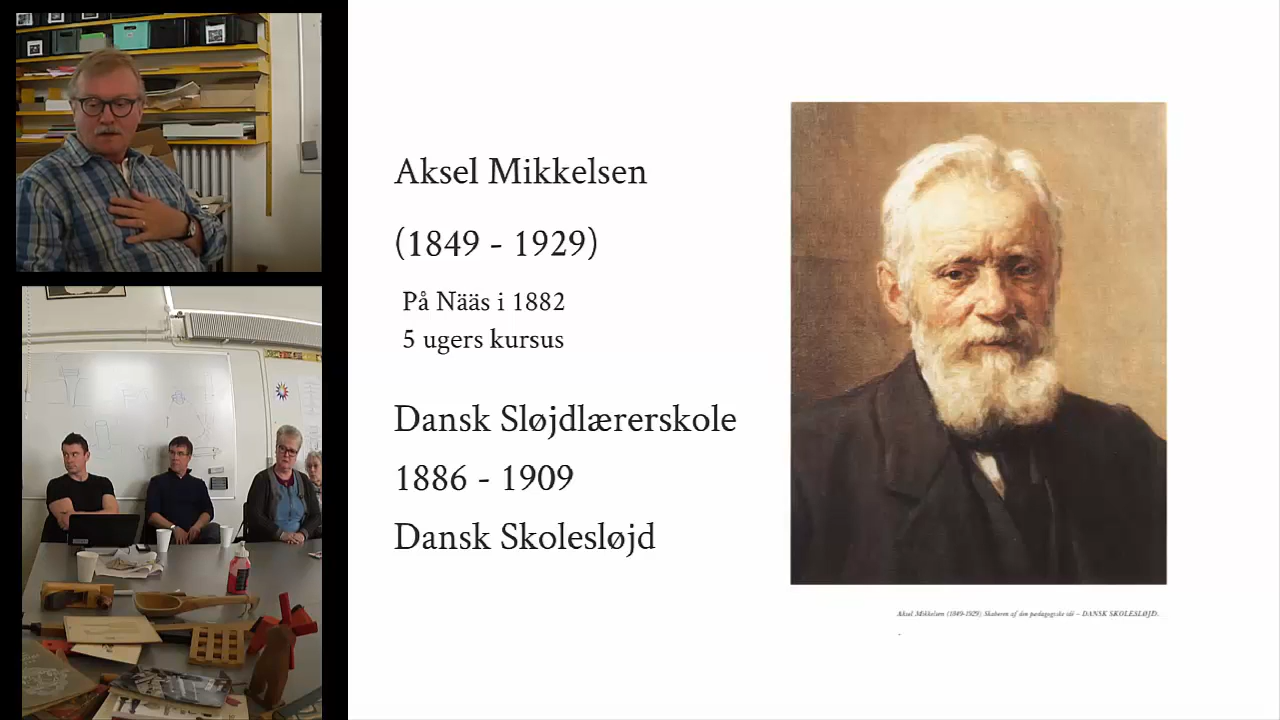 Aksel Mikkelsen
(1849 - 1929)
På Nääs i 1882
5 ugers kursus
Dansk Sløjdlærerskole
1886 - 1909
Dansk Skolesløjd
Aksel Mikkelsen (1849-1929) Skaberen af den pædagogiske idé – DANSK SKOLESLØJD.